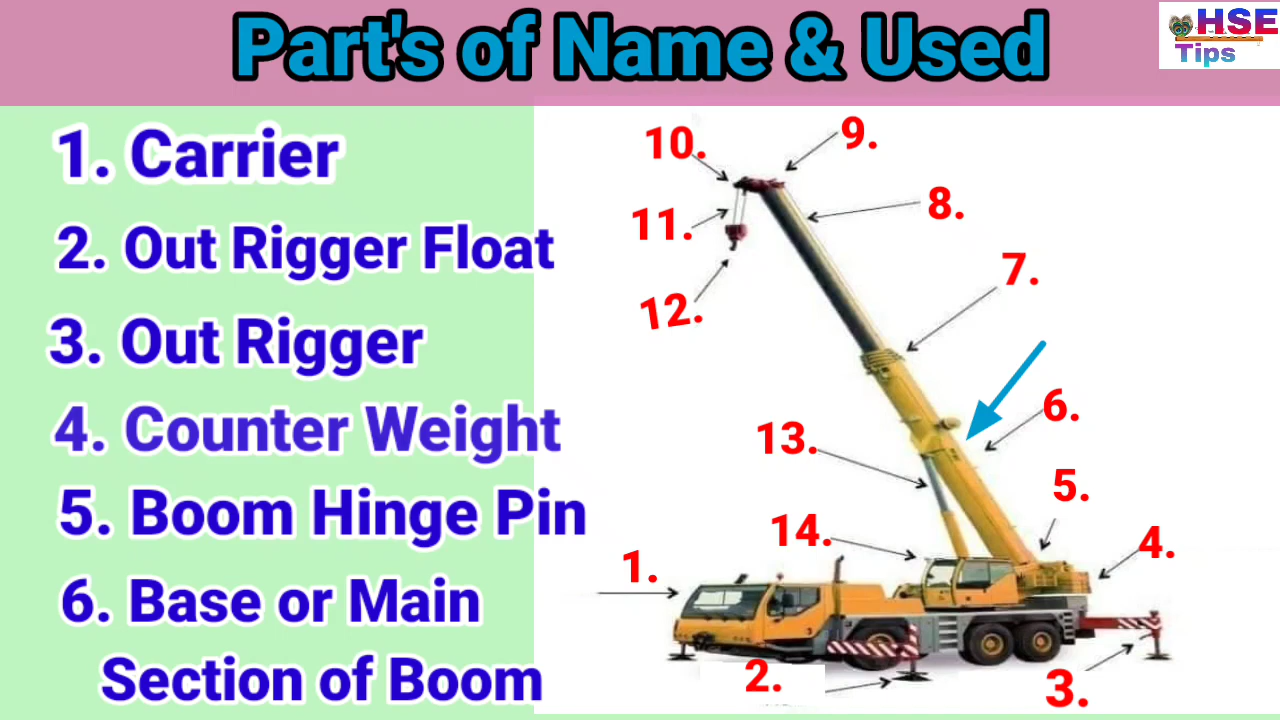 Part's of Name & Used
HSE
Tips
1. Carrier
2. Out Rigger Float
3. Out Rigger
4. Counter Weight
5. Boom Hinge Pin
6. Base or Main
Section of Boom
10.
9.
8.
11.
7.
12.
6.
13.
5.
14.
4.
1.
2.
3.